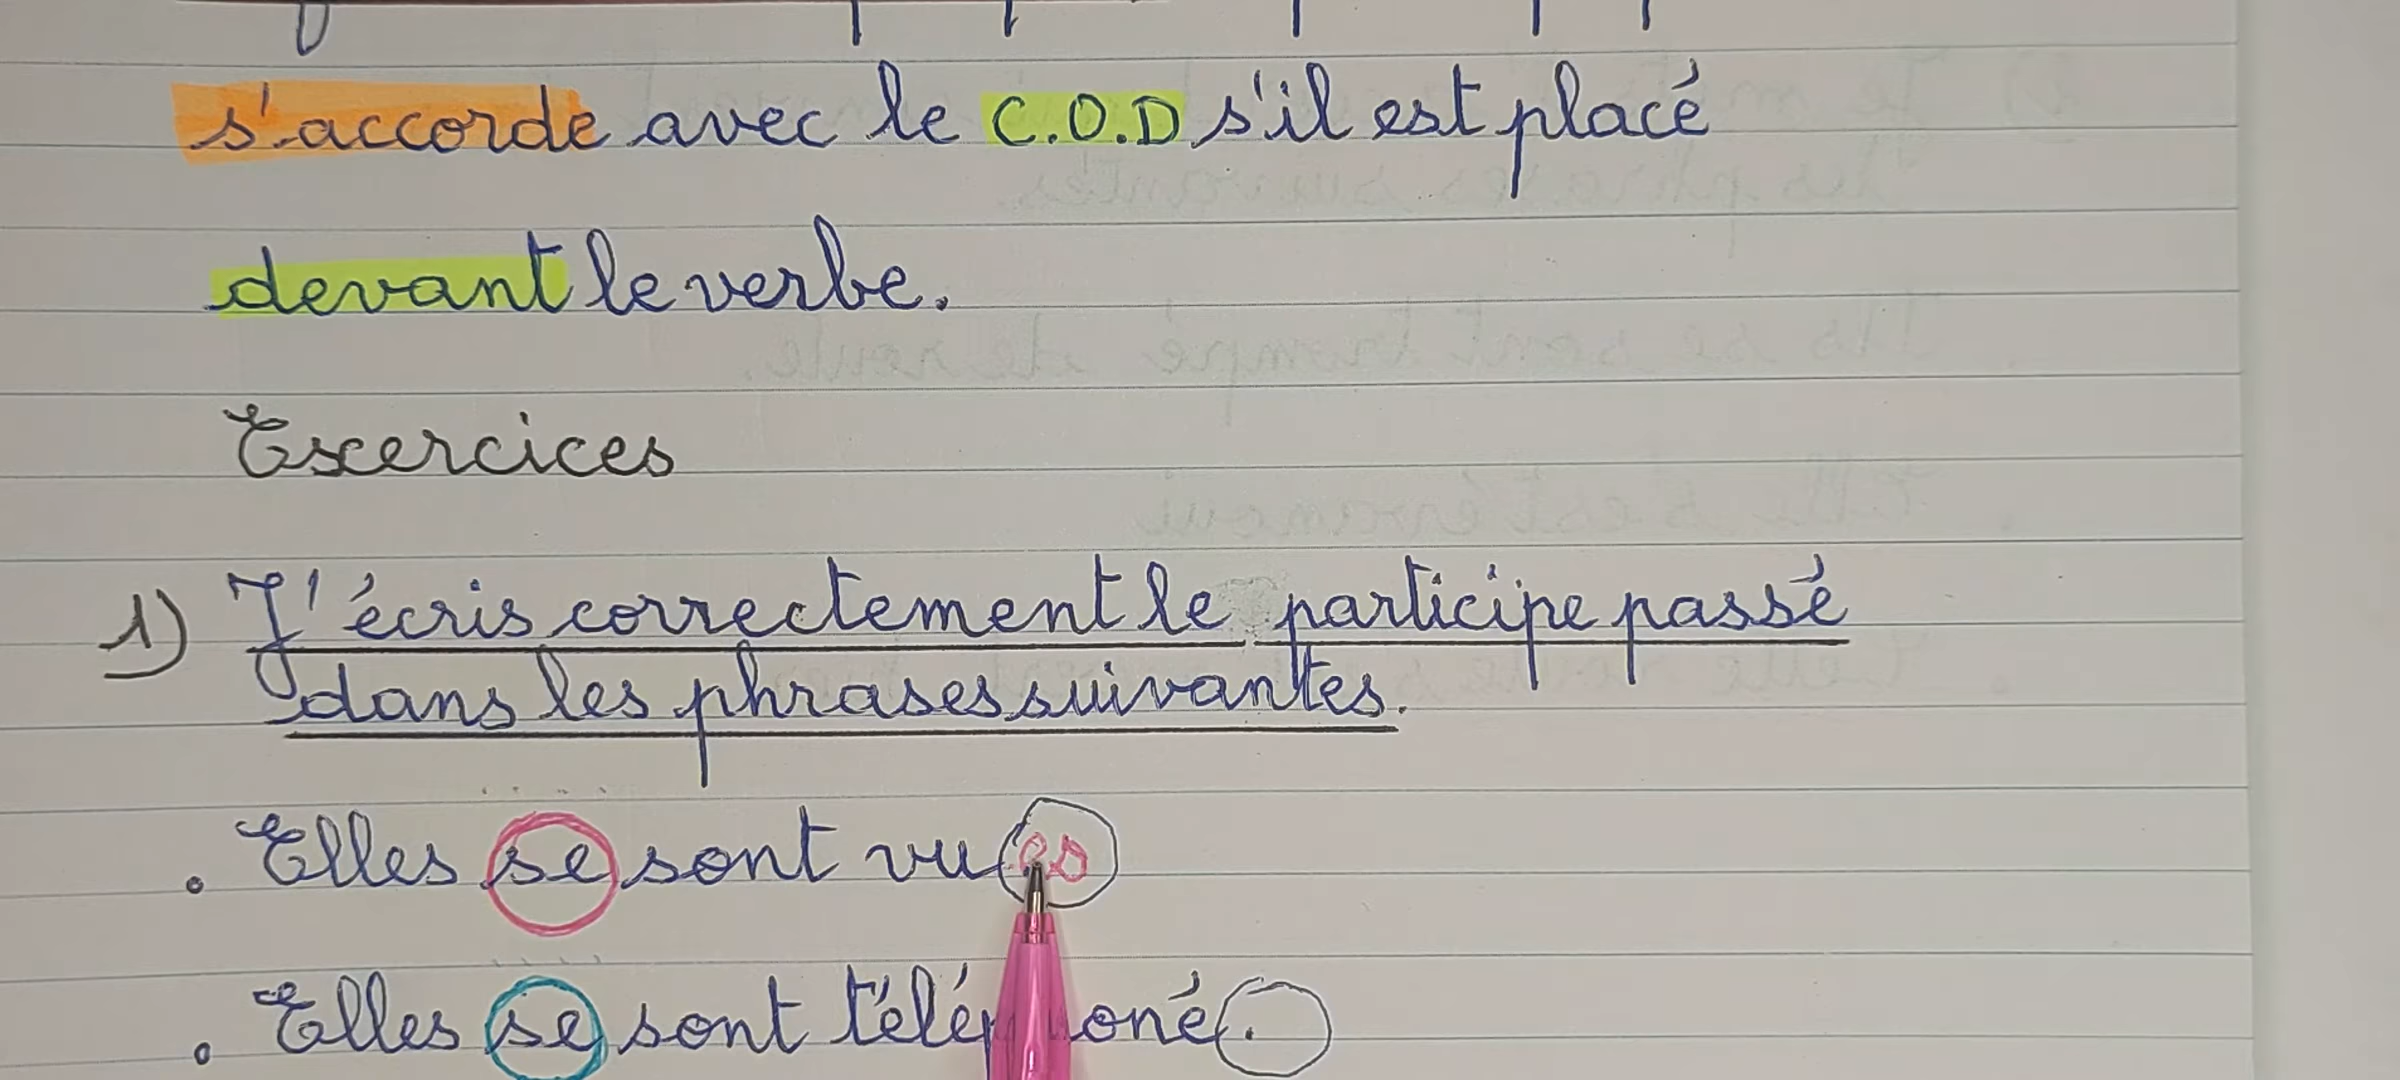 s'accorde avec le C.O.D s'il est placé
devant le verbe.
Exercices
1) J'écris correctement le participe passé
dans les phrases suivantes.
. Elles se sont vues
. Elles se sont téléphoné.